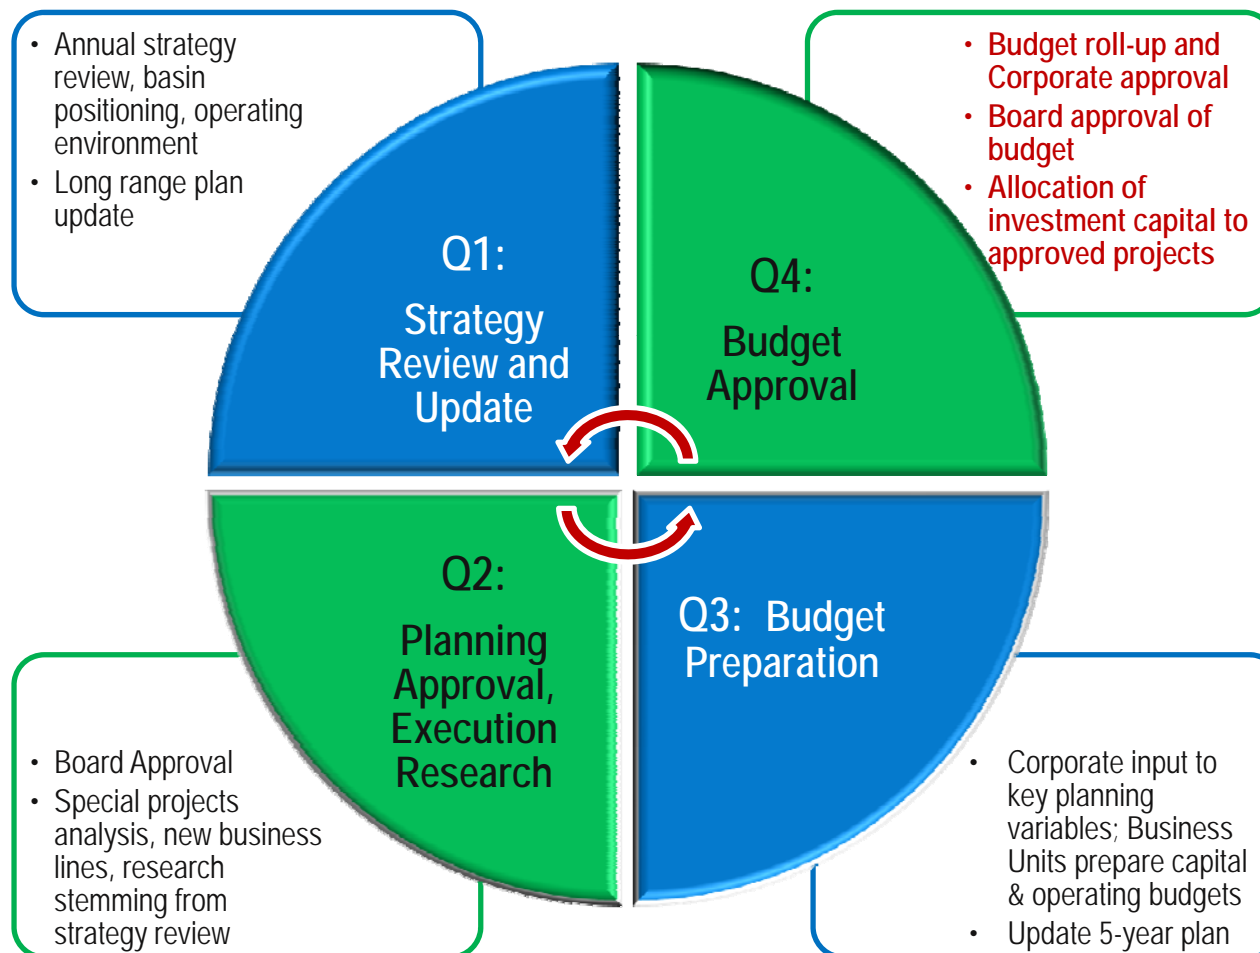 • Annual strategy
review, basin
positioning, operating
environment
• Long range plan
update
Q1:
Strategy
Review and
Update
• Budget roll-up and
Corporate approval
• Board approval of
budget
• Allocation of
investment capital to
approved projects
Q4:
Budget
Approval
Q2:
Planning
Approval,
Execution
Research
• Board Approval
• Special projects
analysis, new business
lines, research
stemming from
strategy review
Q3: Budget
Preparation
• Corporate input to
key planning
variables; Business
Units prepare capital
& operating budgets
• Update 5-year plan